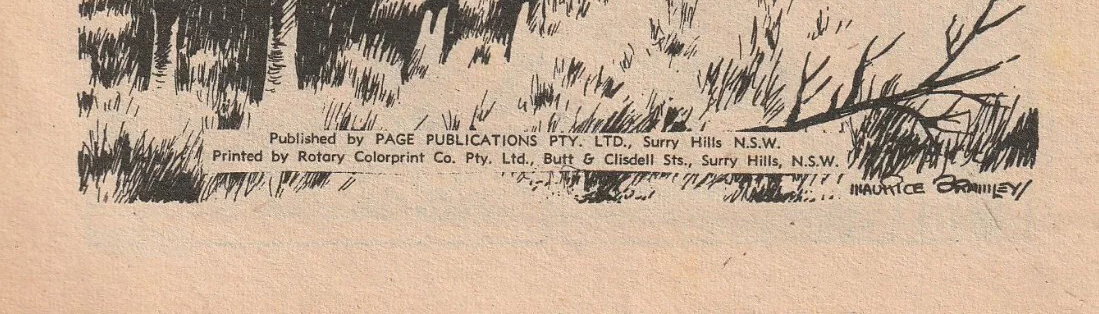 Published by PAGE PUBLICATIONS PTY. LTD., Surry Hills N.S.W.
Printed by Rotary Colorprint Co. Pty. Ltd., Butt & Clisdell Sts., Surry Hills, N.S.W.
MAURICE BRAMLEY